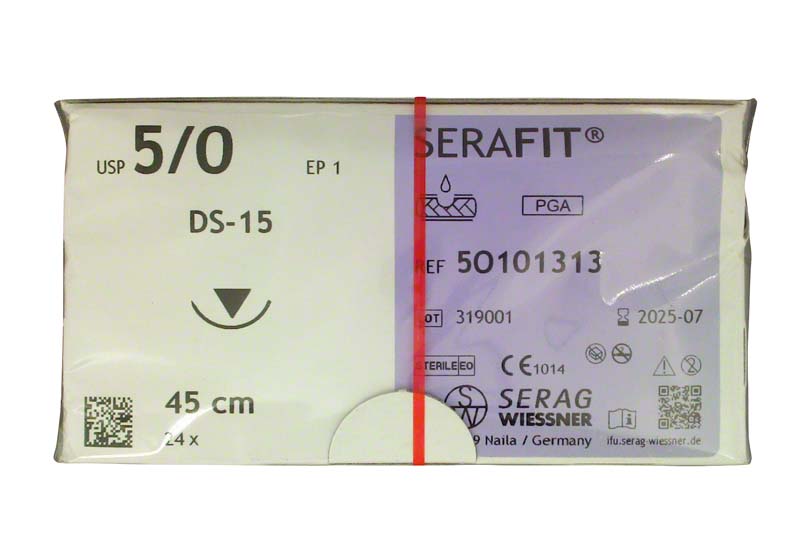 USP 5/0 EP 1
DS-15
45 cm
24 x
SERAFIT®
PGA
REF 5O101313
LOT 319001 2025-07
STERILE EO CE 1014
SERAG
WIESSNER
Naila / Germany
ifu.serag-wiessner.de